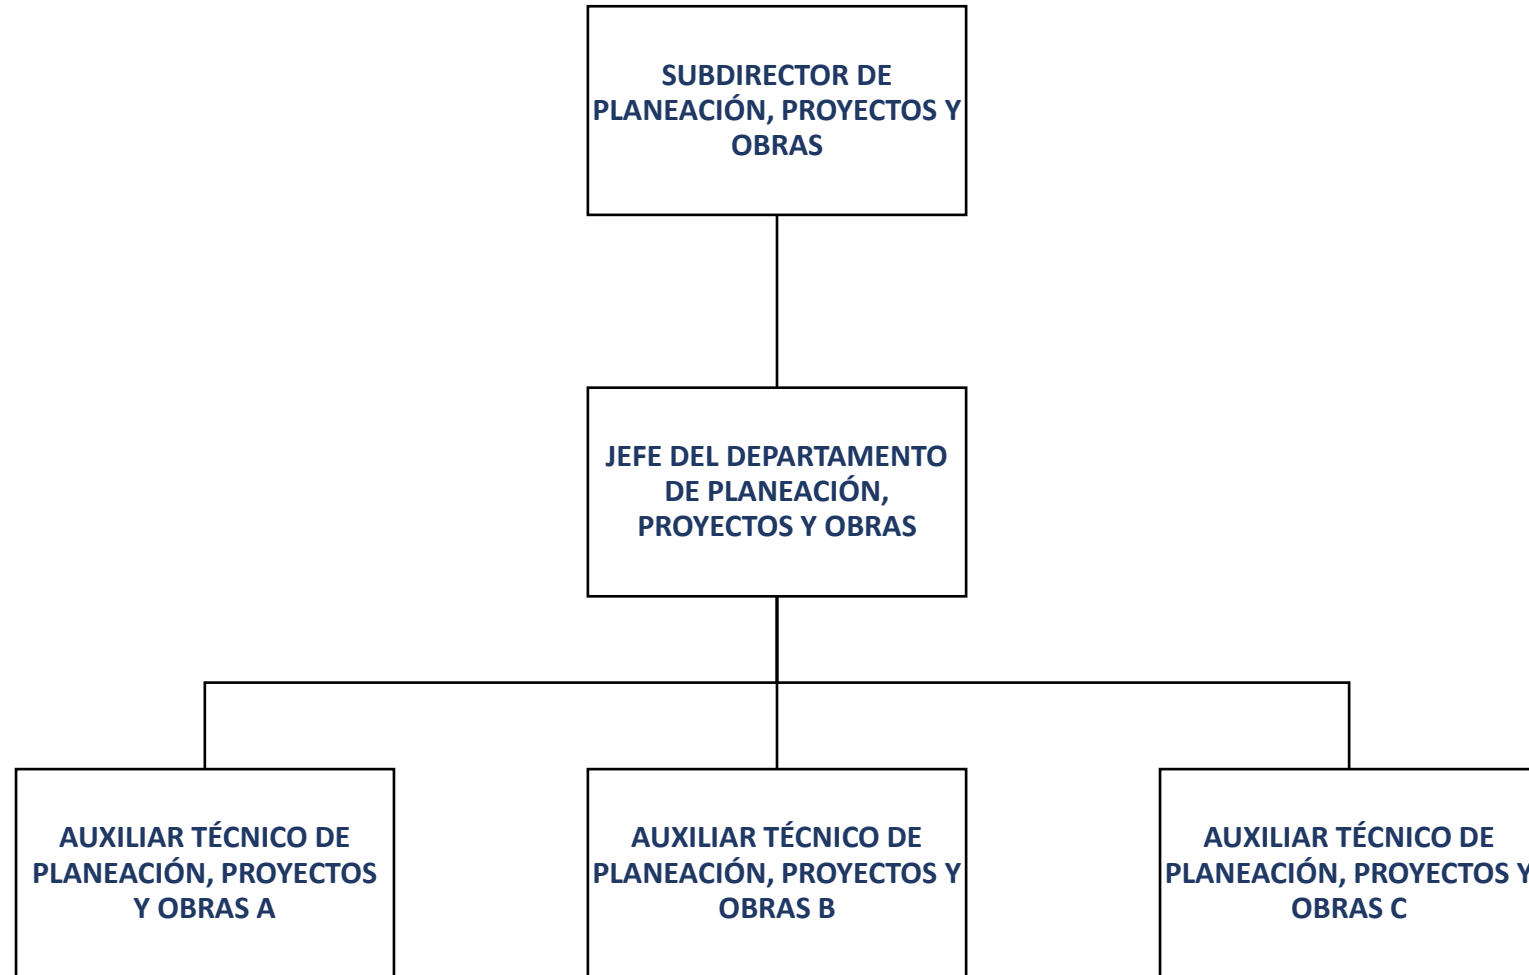 SUBDIRECTOR DE
PLANEACIÓN, PROYECTOS Y
OBRAS
JEFE DEL DEPARTAMENTO
DE PLANEACIÓN,
PROYECTOS Y OBRAS
AUXILIAR TÉCNICO DE
PLANEACIÓN, PROYECTOS
Y OBRAS A
AUXILIAR TÉCNICO DE
PLANEACIÓN, PROYECTOS Y
OBRAS B
AUXILIAR TÉCNICO DE
PLANEACIÓN, PROYECTOS Y
OBRAS C